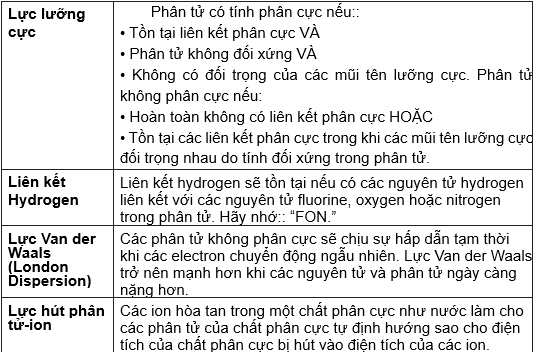 Lực lưỡng
cực
Phân tử có tính phân cực nếu::
• Tồn tại liên kết phân cực VÀ
• Phân tử không đối xứng VÀ
• Không có đối trọng của các mũi tên lưỡng cực. Phân tử
không phân cực nếu:
• Hoàn toàn không có liên kết phân cực HOẶC
• Tồn tại các liên kết phân cực trong khi các mũi tên lưỡng cực
đối trọng nhau do tính đối xứng trong phân tử.
Liên kết
Hydrogen
Liên kết hydrogen sẽ tồn tại nếu có các nguyên tử hydrogen
liên kết với các nguyên tử fluorine, oxygen hoặc nitrogen
trong phân tử. Hãy nhớ:: “FON.”
Lực Van der
Waals
(London
Dispersion)
Các phân tử không phân cực sẽ chịu sự hấp dẫn tạm thời
khi các electron chuyển động ngẫu nhiên. Lực Van der Waals
trở nên mạnh hơn khi các nguyên tử và phân tử ngày càng
nặng hơn.
Lực hút phân
tử-ion
Các ion hòa tan trong một chất phân cực như nước làm cho
các phân tử của chất phân cực tự định hướng sao cho điện
tích của chất phân cực bị hút vào điện tích của các ion.